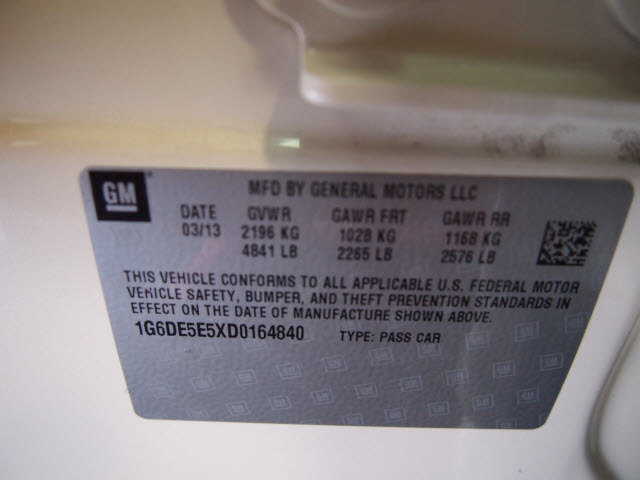 GM
MFD BY GENERAL MOTORS LLC
DATE GVWR GAWR FRT GAWR RR
03/13 2196 KG 1028 KG 1168 KG
4841 LB 2265 LB 2576 LB
THIS VEHICLE CONFORMS TO ALL APPLICABLE U.S. FEDERAL MOTOR
VEHICLE SAFETY, BUMPER, AND THEFT PREVENTION STANDARDS IN
EFFECT ON THE DATE OF MANUFACTURE SHOWN ABOVE.
1G6DE5E5XD0164840 TYPE: PASS CAR